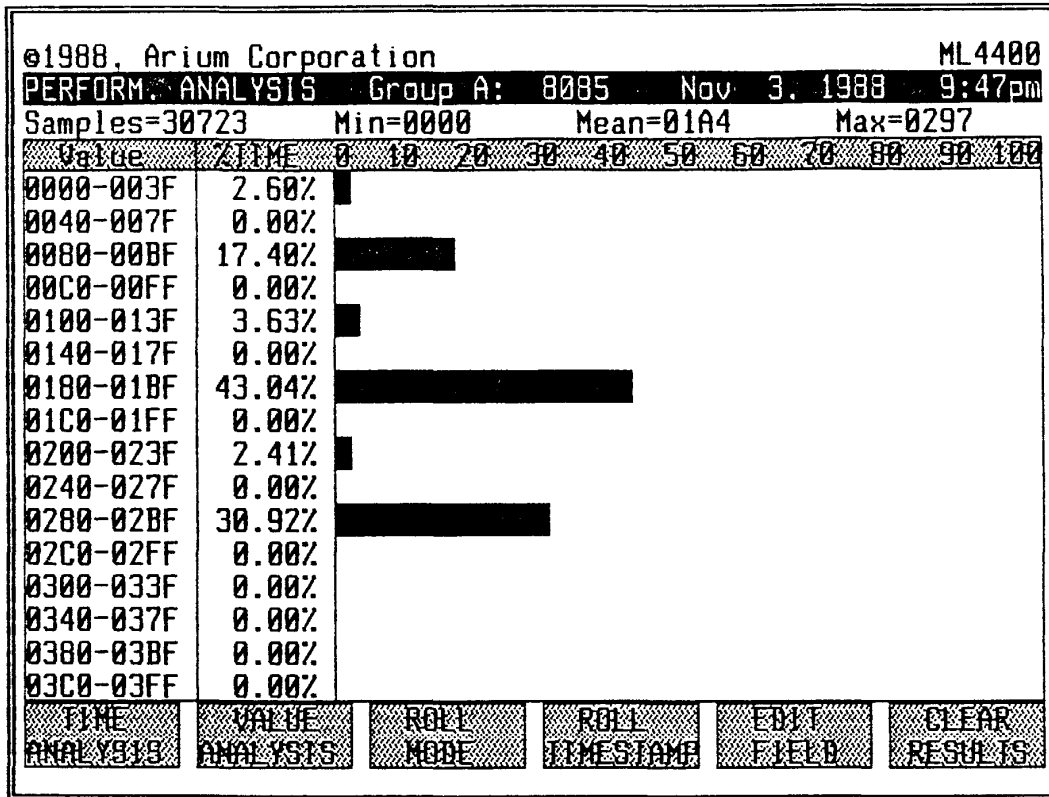 ©1988, Arium Corporation ML4400
PERFORM. ANALYSIS Group A: 8085 Nov 3, 1988 9:47pm
Samples=30723 Min=0000 Mean=01A4 Max=0297
Value %TIME 0 10 20 30 40 50 60 70 80 90 100
0000-003F 2.60%
0040-007F 0.00%
0080-00BF 17.40%
00C0-00FF 0.00%
0100-013F 3.63%
0140-017F 0.00%
0180-01BF 43.04%
01C0-01FF 0.00%
0200-023F 2.41%
0240-027F 0.00%
0280-02BF 30.92%
02C0-02FF 0.00%
0300-033F 0.00%
0340-037F 0.00%
0380-03BF 0.00%
03C0-03FF 0.00%
TIME VALUE ROLL ROLL EDIT CLEAR
ANALYSIS ANALYSIS MODE TIMESTAMP FIELD RESULTS